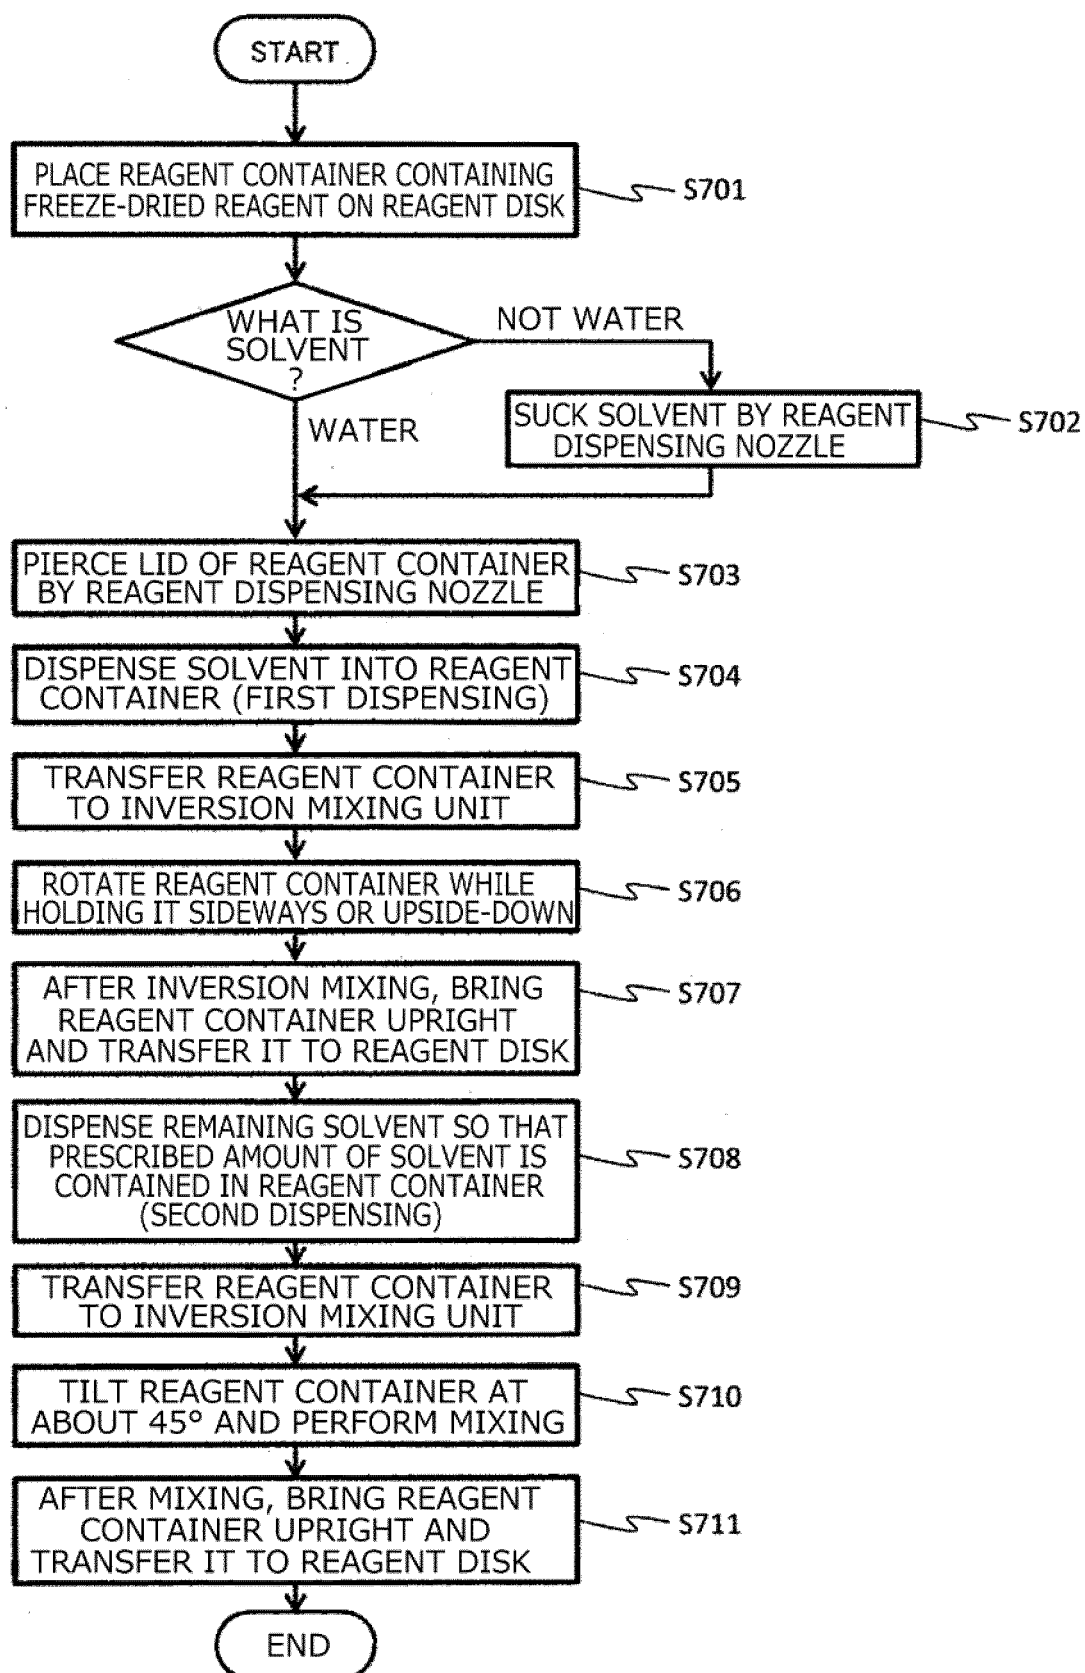 START
PLACE REAGENT CONTAINER CONTAINING
FREEZE-DRIED REAGENT ON REAGENT DISK
S701
WHAT IS
SOLVENT
?
NOT WATER
WATER
SUCK SOLVENT BY REAGENT
DISPENSING NOZZLE
S702
PIERCE LID OF REAGENT CONTAINER
BY REAGENT DISPENSING NOZZLE
S703
DISPENSE SOLVENT INTO REAGENT
CONTAINER (FIRST DISPENSING)
S704
TRANSFER REAGENT CONTAINER
TO INVERSION MIXING UNIT
S705
ROTATE REAGENT CONTAINER WHILE
HOLDING IT SIDEWAYS OR UPSIDE-DOWN
S706
AFTER INVERSION MIXING, BRING
REAGENT CONTAINER UPRIGHT
AND TRANSFER IT TO REAGENT DISK
S707
DISPENSE REMAINING SOLVENT SO THAT
PRESCRIBED AMOUNT OF SOLVENT IS
CONTAINED IN REAGENT CONTAINER
(SECOND DISPENSING)
S708
TRANSFER REAGENT CONTAINER
TO INVERSION MIXING UNIT
S709
TILT REAGENT CONTAINER AT
ABOUT 45° AND PERFORM MIXING
S710
AFTER MIXING, BRING REAGENT
CONTAINER UPRIGHT AND
TRANSFER IT TO REAGENT DISK
S711
END